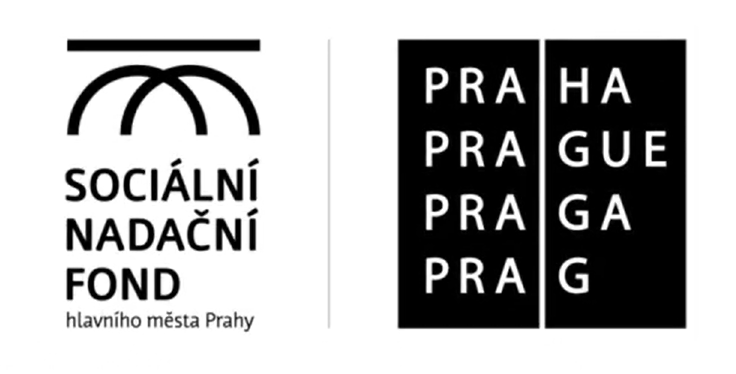 SOCIÁLNÍ
NADAČNÍ
FOND
hlavního města Prahy
PRA HA
PRA GUE
PRA GA
PRA G